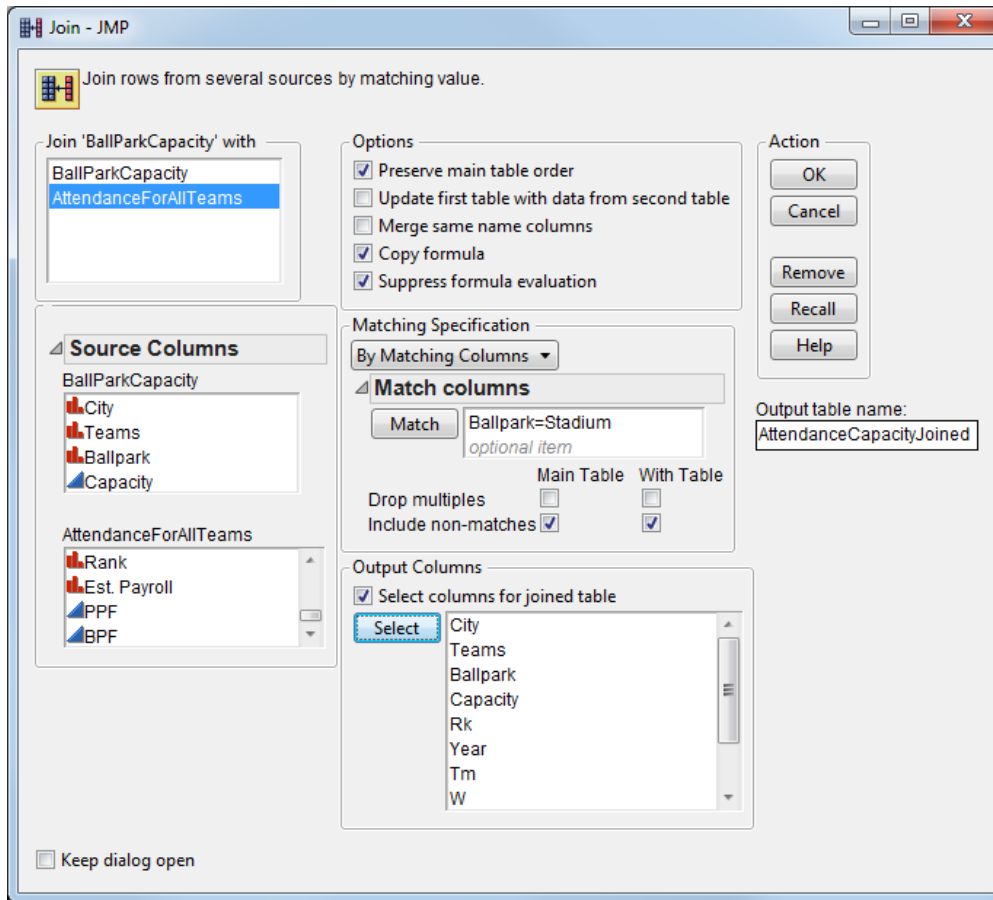 Join - JMP
Join rows from several sources by matching value.
Join 'BallParkCapacity' with
BallParkCapacity
AttendanceForAllTeams
Options
Preserve main table order
Update first table with data from second table
Merge same name columns
Copy formula
Suppress formula evaluation
Action
OK
Cancel
Remove
Recall
Help
Source Columns
BallParkCapacity
City
Teams
Ballpark
Capacity
AttendanceForAllTeams
Rank
Est. Payroll
PPF
BPF
Matching Specification
By Matching Columns
Match columns
Match
Ballpark=Stadium
optional item
Main Table With Table
Drop multiples
Include non-matches
Output table name:
AttendanceCapacityJoined
Output Columns
Select columns for joined table
Select
City
Teams
Ballpark
Capacity
Rk
Year
Tm
W
Keep dialog open